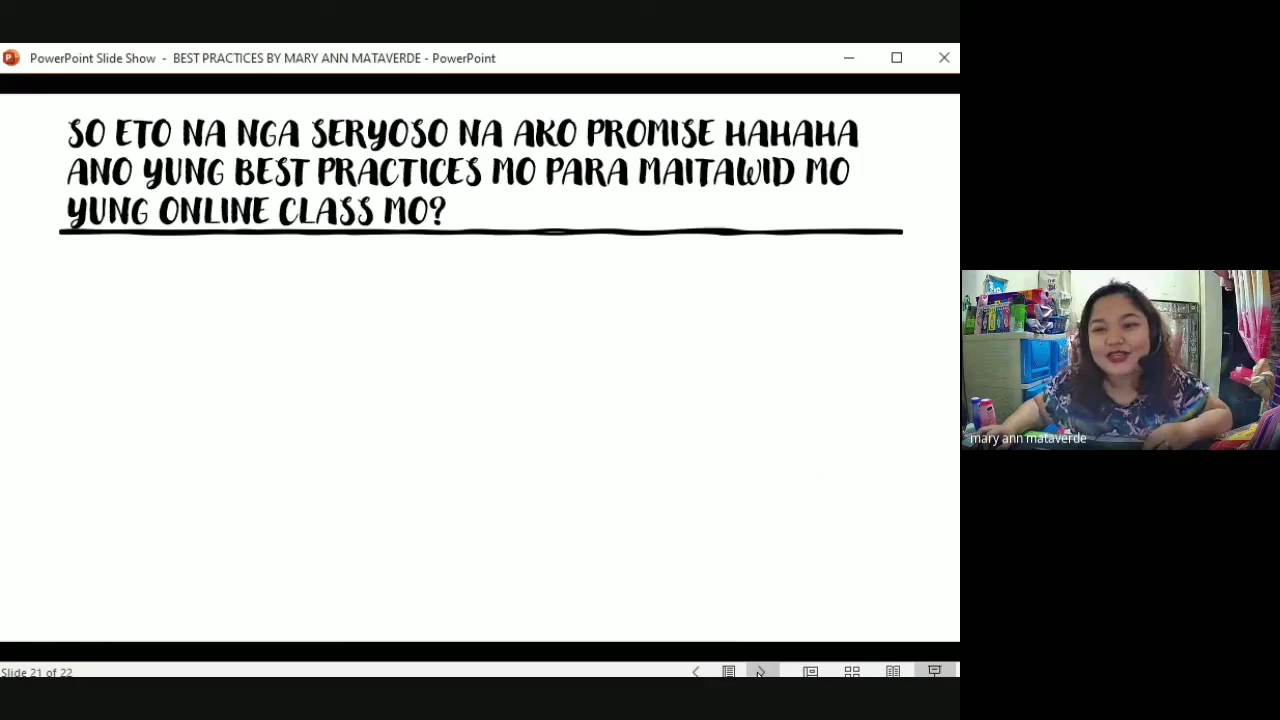 PowerPoint Slide Show - BEST PRACTICES BY MARY ANN MATAVERDE - PowerPoint
SO ETO NA NGA SERYOSO NA AKO PROMISE HAHAHA
ANO YUNG BEST PRACTICES MO PARA MAITAWID MO
YUNG ONLINE CLASS MO?
mary ann mataverde
Slide 21 of 22